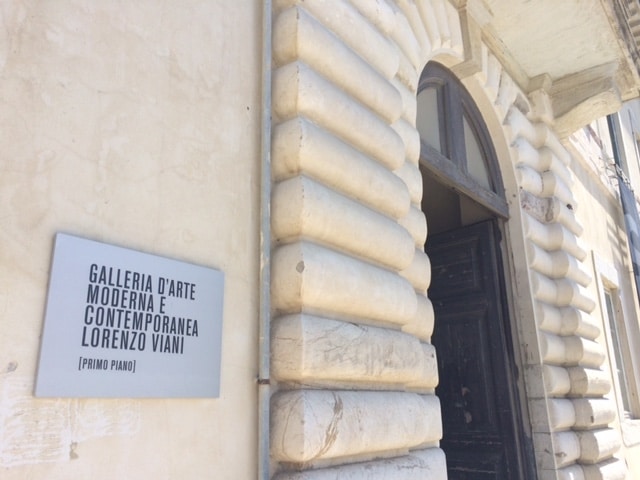 GALLERIA D'ARTE
MODERNA E
CONTEMPORANEA
LORENZO VIANI
[PRIMO PIANO]